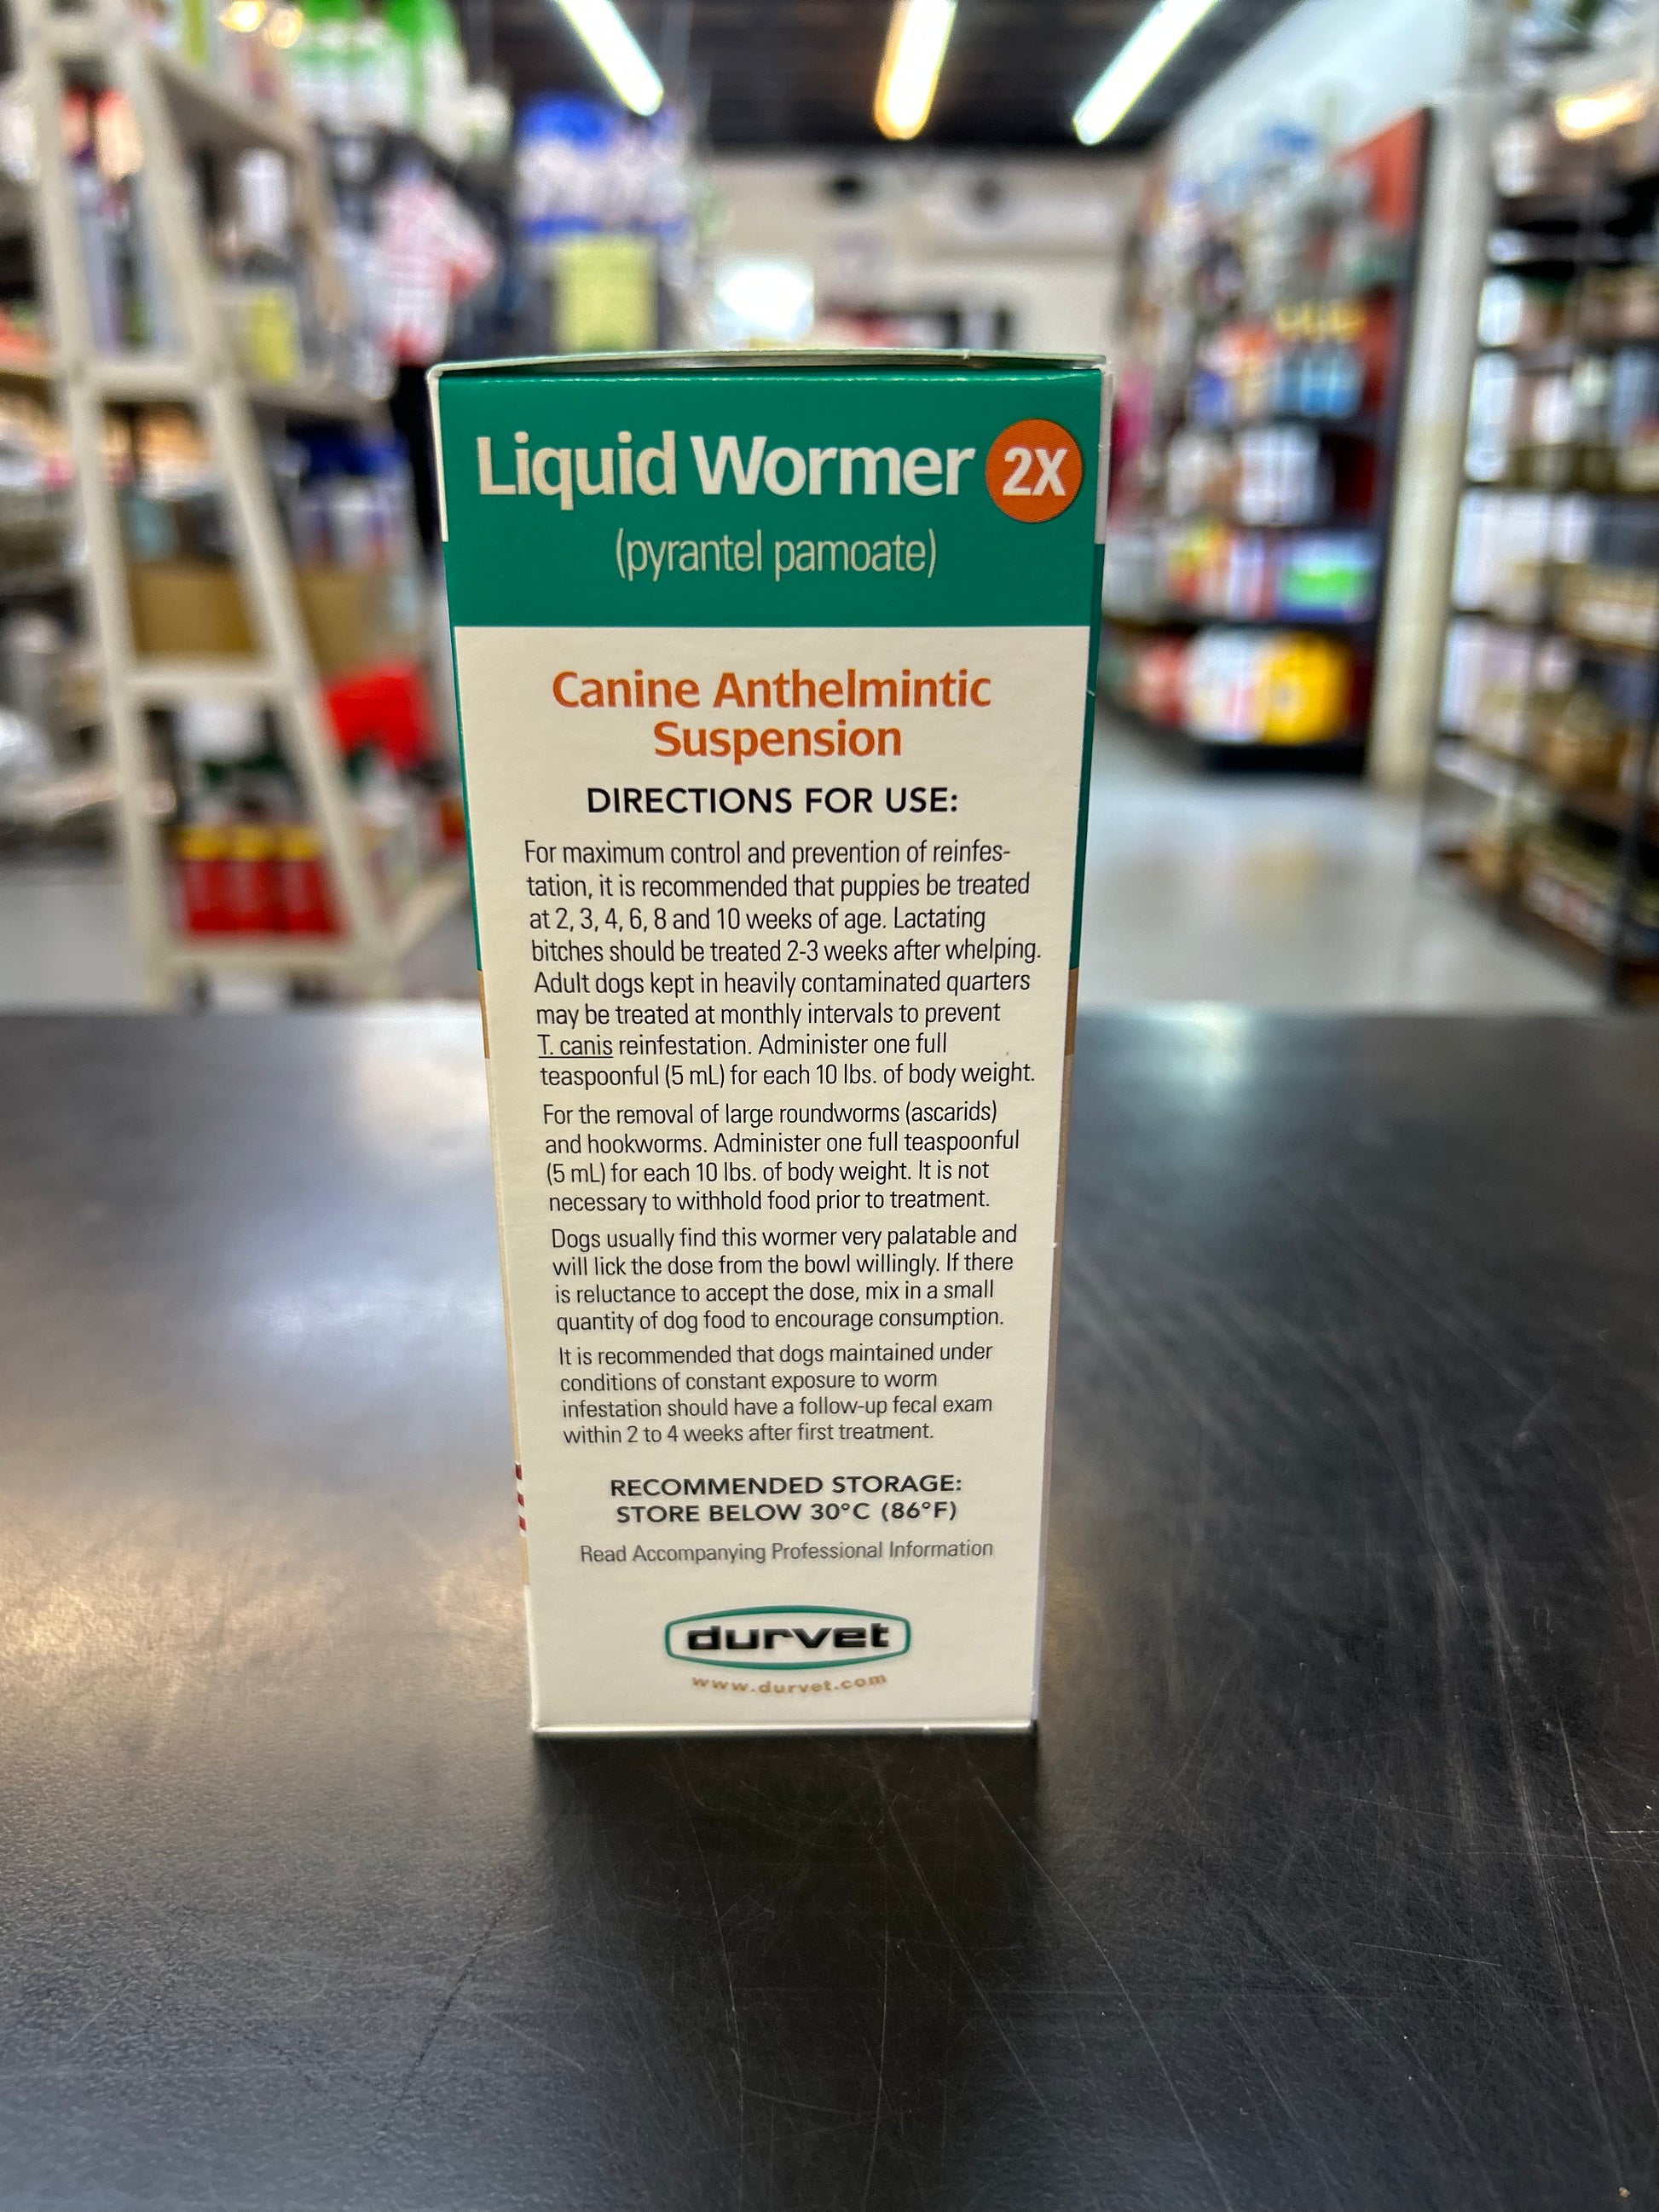 Liquid Wormer 2X
(pyrantel pamoate)
Canine Anthelmintic
Suspension
DIRECTIONS FOR USE:
For maximum control and prevention of reinfes-
tation, it is recommended that puppies be treated
at 2, 3, 4, 6, 8 and 10 weeks of age. Lactating
bitches should be treated 2-3 weeks after whelping.
Adult dogs kept in heavily contaminated quarters
may be treated at monthly intervals to prevent
T. canis reinfestation. Administer one full
teaspoonful (5 mL) for each 10 lbs. of body weight.
For the removal of large roundworms (ascarids)
and hookworms. Administer one full teaspoonful
(5 mL) for each 10 lbs. of body weight. It is not
necessary to withhold food prior to treatment.
Dogs usually find this wormer very palatable and
will lick the dose from the bowl willingly. If there
is reluctance to accept the dose, mix in a small
quantity of dog food to encourage consumption.
It is recommended that dogs maintained under
conditions of constant exposure to worm
infestation should have a follow-up fecal exam
within 2 to 4 weeks after first treatment.
RECOMMENDED STORAGE:
STORE BELOW 30°C (86°F)
Read Accompanying Professional Information
durvet
www.durvet.com